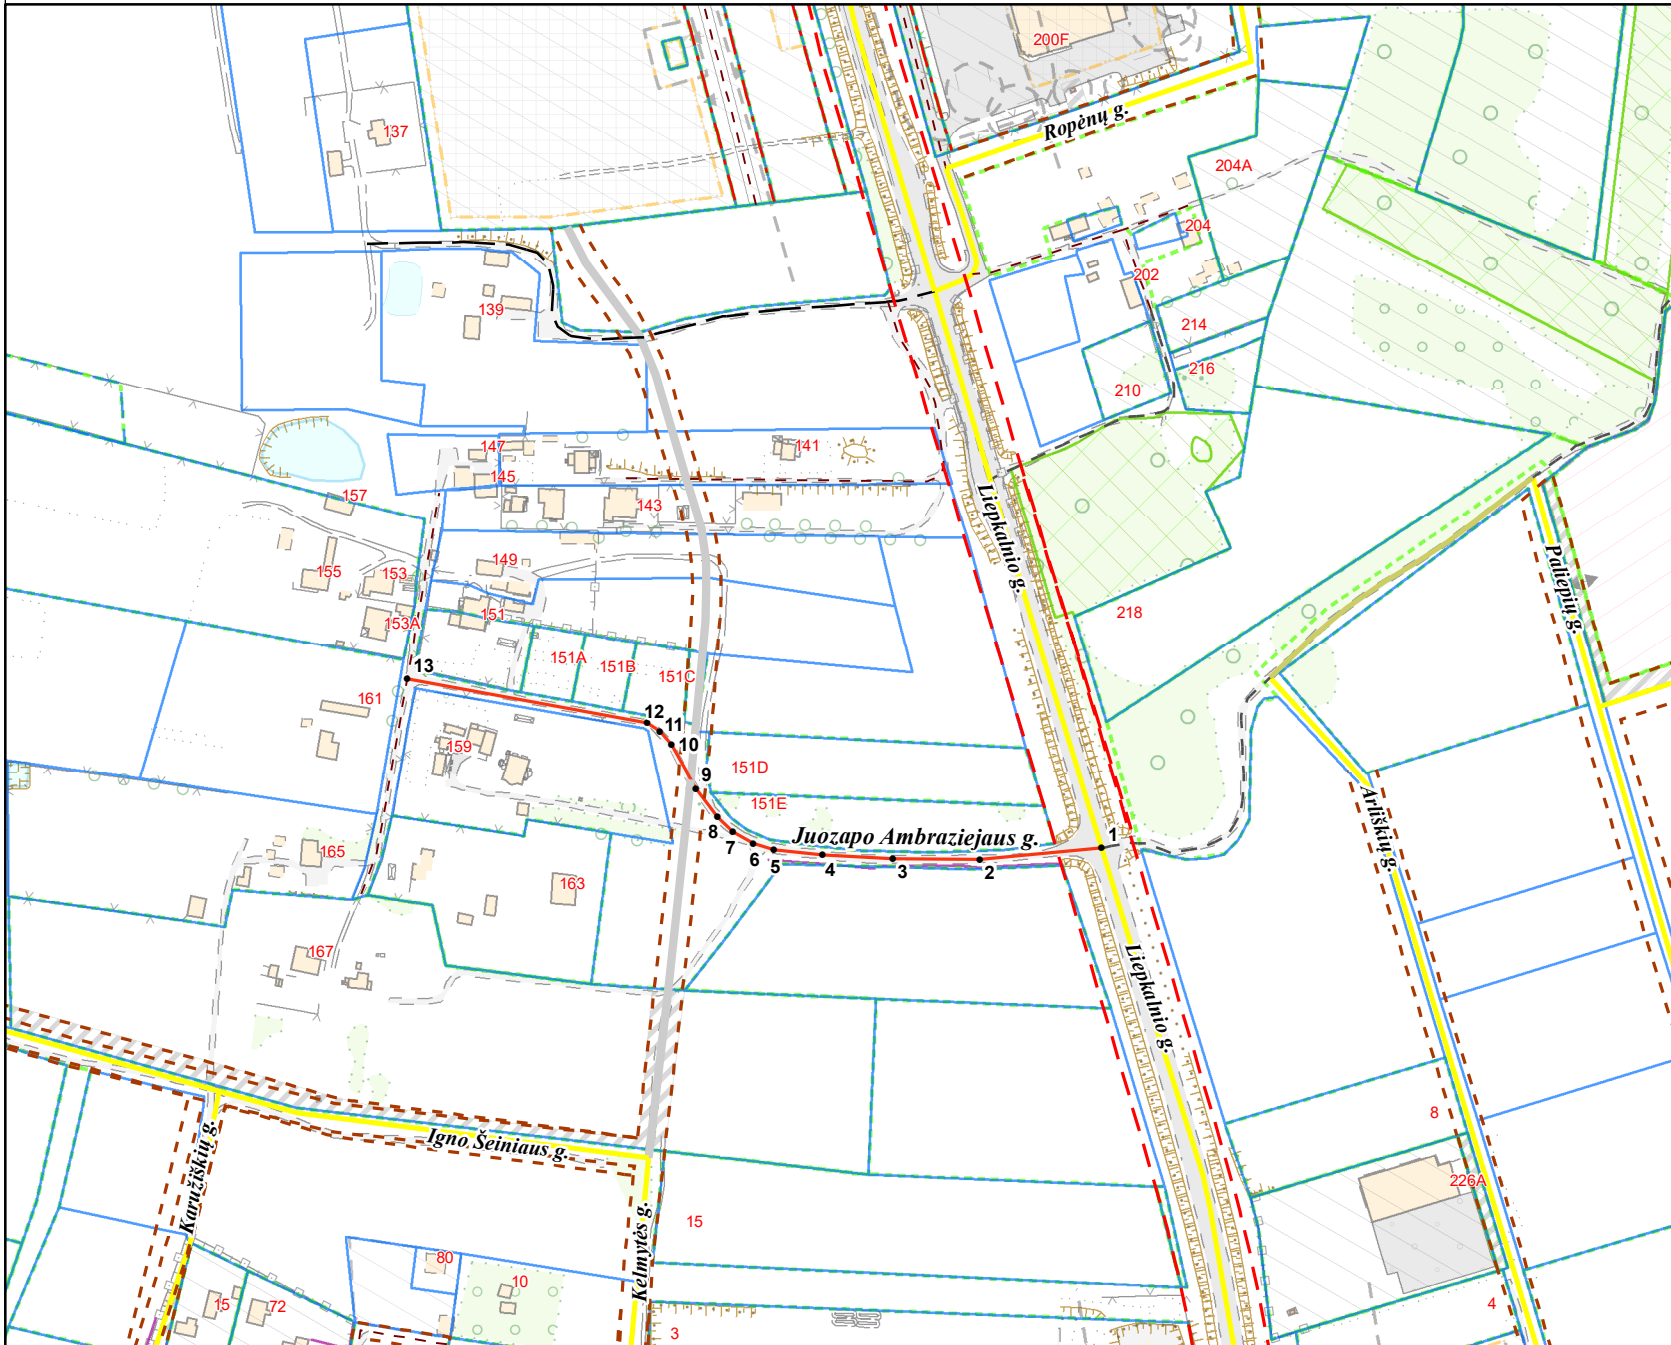 200F
Ropėnų g.
137
204A
204
202
139
214
216
210
147
141
145
157
143
Liepkalnio g.
149
155
153
Paliepių g.
151
153A
218
13
151A
151B
151C
161
12
11
159
10
9
151D
151E
Arliškių g.
8
Juozapo Ambraziejaus g.
1
7
6
5
4
3
2
165
163
167
Liepkalnio g.
8
Igno Šeiniaus g.
Karužiškių g.
226A
15
Kelmytės g.
80
10
15
72
4
3